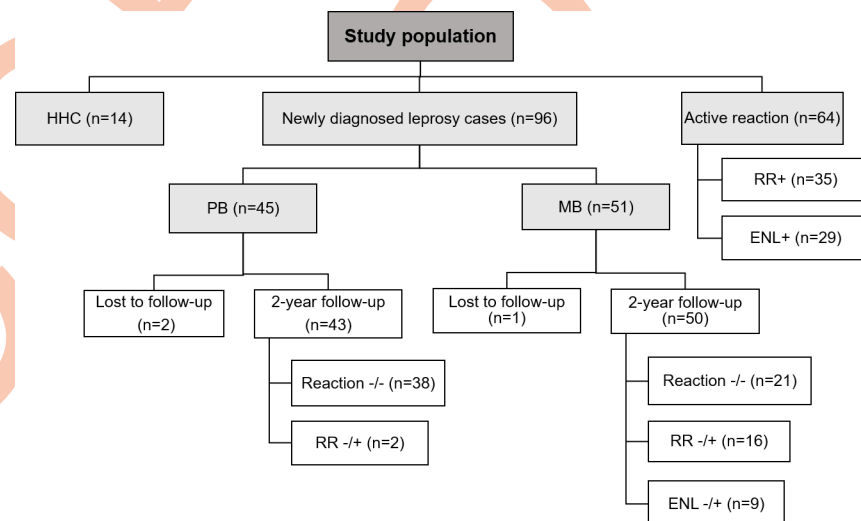 Study population
HHC (n=14)
Newly diagnosed leprosy cases (n=96)
Active reaction (n=64)
RR+ (n=35)
ENL+ (n=29)
PB (n=45)
MB (n=51)
Lost to follow-up
(n=2)
2-year follow-up
(n=43)
Lost to follow-up
(n=1)
2-year follow-up
(n=50)
Reaction -/- (n=38)
RR -/+ (n=2)
Reaction -/- (n=21)
RR -/+ (n=16)
ENL -/+ (n=9)